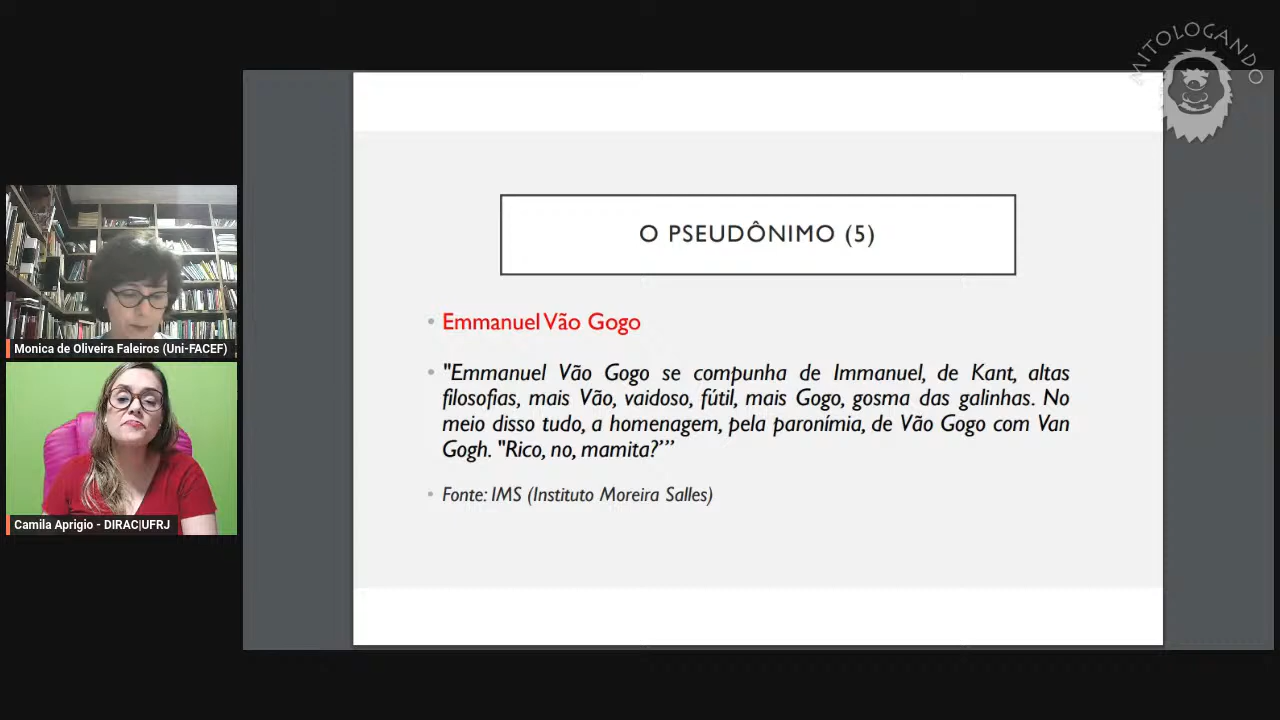 MITOLOGANDO
O PSEUDÔNIMO (5)
• Emmanuel Vão Gogo
• "Emmanuel Vão Gogo se compunha de Immanuel, de Kant, altas
filosofias, mais Vão, vaidoso, fútil, mais Gogo, gosma das galinhas. No
meio disso tudo, a homenagem, pela paronímia, de Vão Gogo com Van
Gogh. "Rico, no, mamita?’”
• Fonte: IMS (Instituto Moreira Salles)
Monica de Oliveira Faleiros (Uni-FACEF)
Camila Aprigio - DIRAC|UFRJ